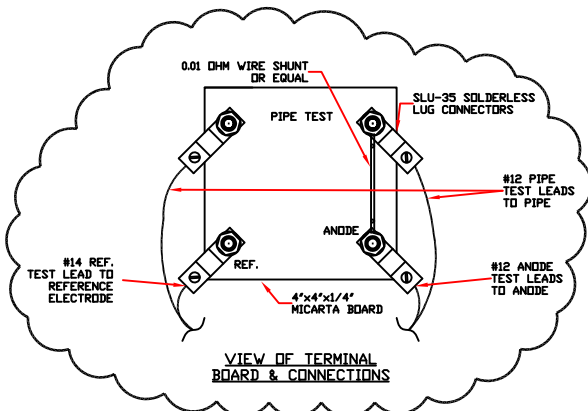 0.01 OHM WIRE SHUNT
OR EQUAL
PIPE TEST
SLU-35 SOLDERLESS
LUG CONNECTORS
#12 PIPE
TEST LEADS
TO PIPE
ANODE
REF.
#14 REF.
TEST LEAD TO
REFERENCE
ELECTRODE
#12 ANODE
TEST LEADS
TO ANODE
4"x4"x1/4"
MICARTA BOARD
VIEW OF TERMINAL
BOARD & CONNECTIONS